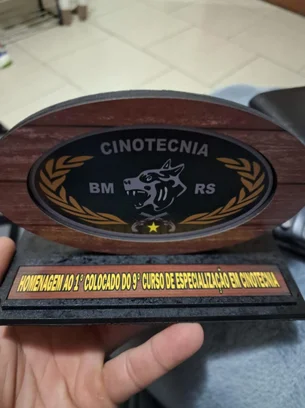 CINOTECNIA
BM RS
HOMENAGEM AO 1° COLOCADO DO 9° CURSO DE ESPECIALIZAÇÃO EM CINOTECNIA